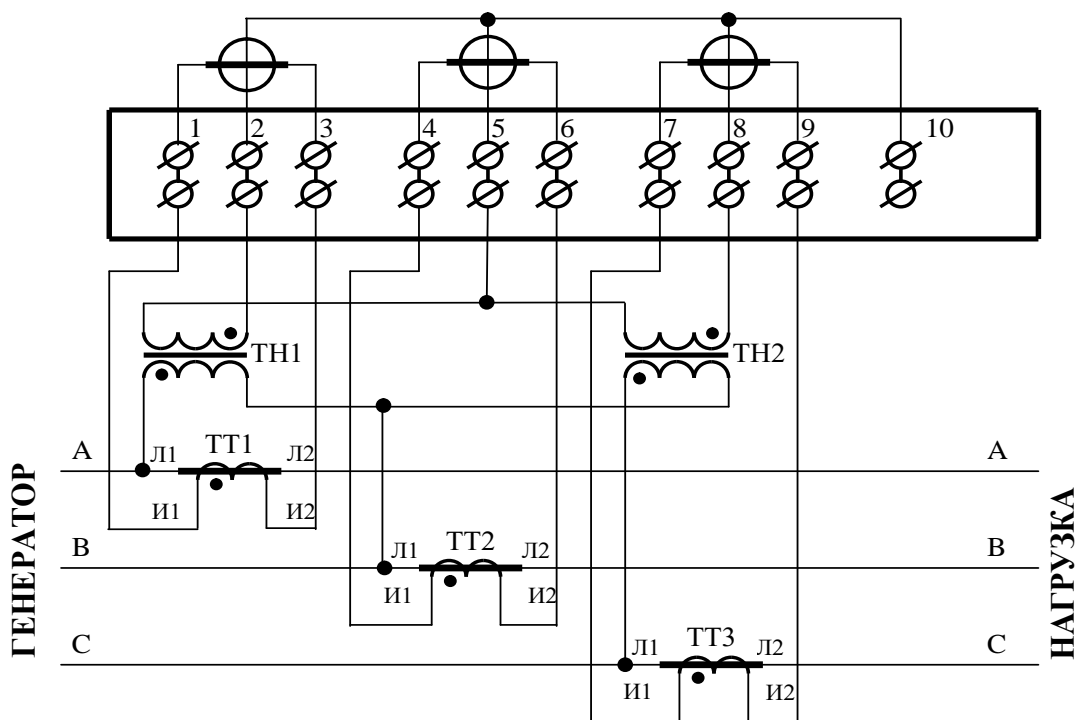 1 2 3 4 5 6 7 8 9 10
ТН1 ТН2
А Л1 ТТ1 Л2 А
И1 И2
В Л1 ТТ2 Л2 В
И1 И2
С Л1 ТТ3 Л2 С
И1 И2
ГЕНЕРАТОР
НАГРУЗКА